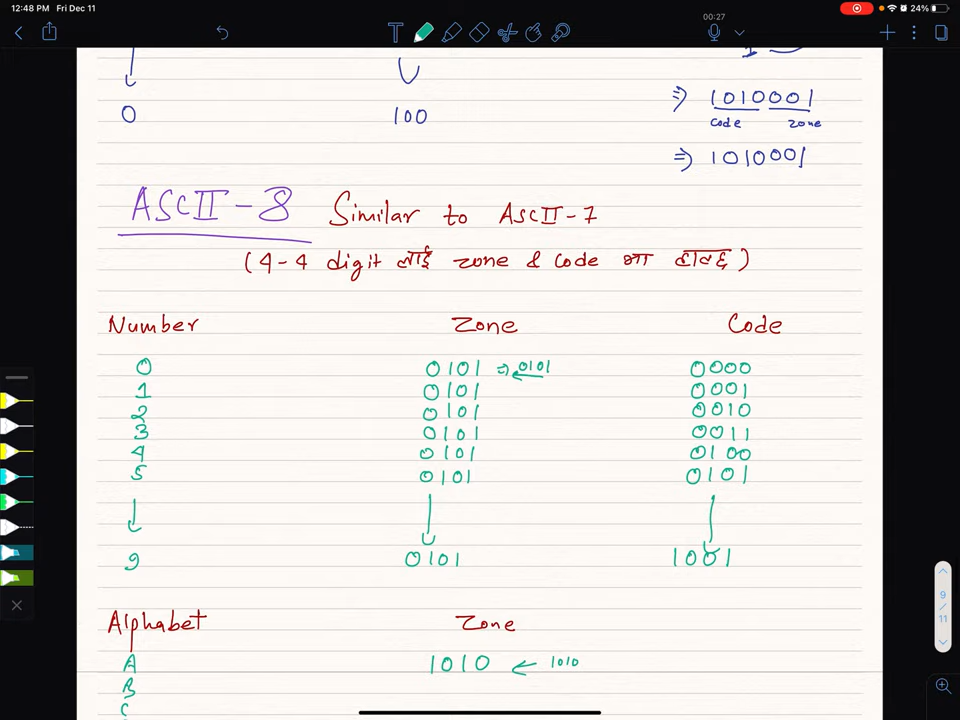 12:48 PM Fri Dec 11
24%
00:27
0 100
⇒ 1010001
code zone
⇒ 1010001
ASCII-8 Similar to ASCII-7
(4-4 digit लाई zone & code मा
Number Zone Code
0 0101 ⇒ 0101 0000
1 0101 0001
2 0101 0010
3 0101 0011
4 0101 0100
5 0101 0101
9 0101 1001
Alphabet Zone
A 1010 ← 1010
B
C
9
/
11